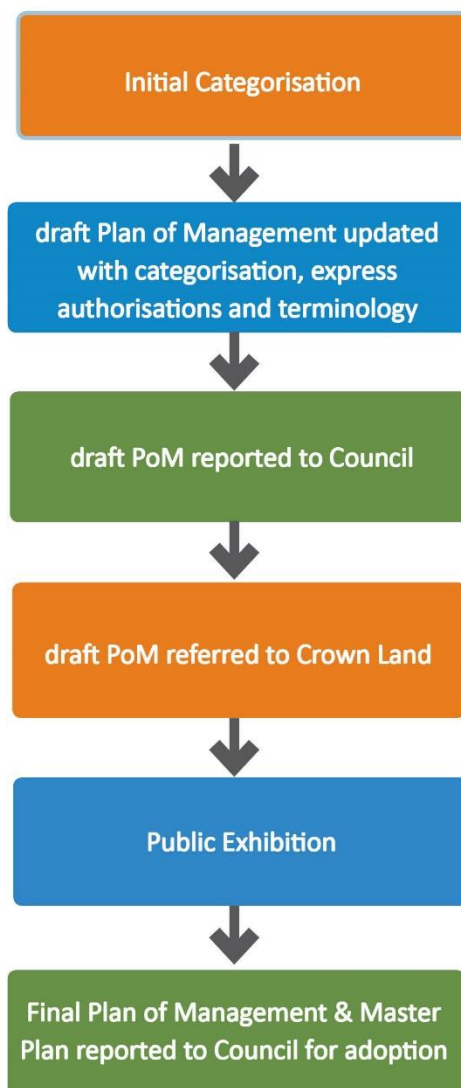 Initial Categorisation
draft Plan of Management updated
with categorisation, express
authorisations and terminology
draft PoM reported to Council
draft PoM referred to Crown Land
Public Exhibition
Final Plan of Management & Master
Plan reported to Council for adoption